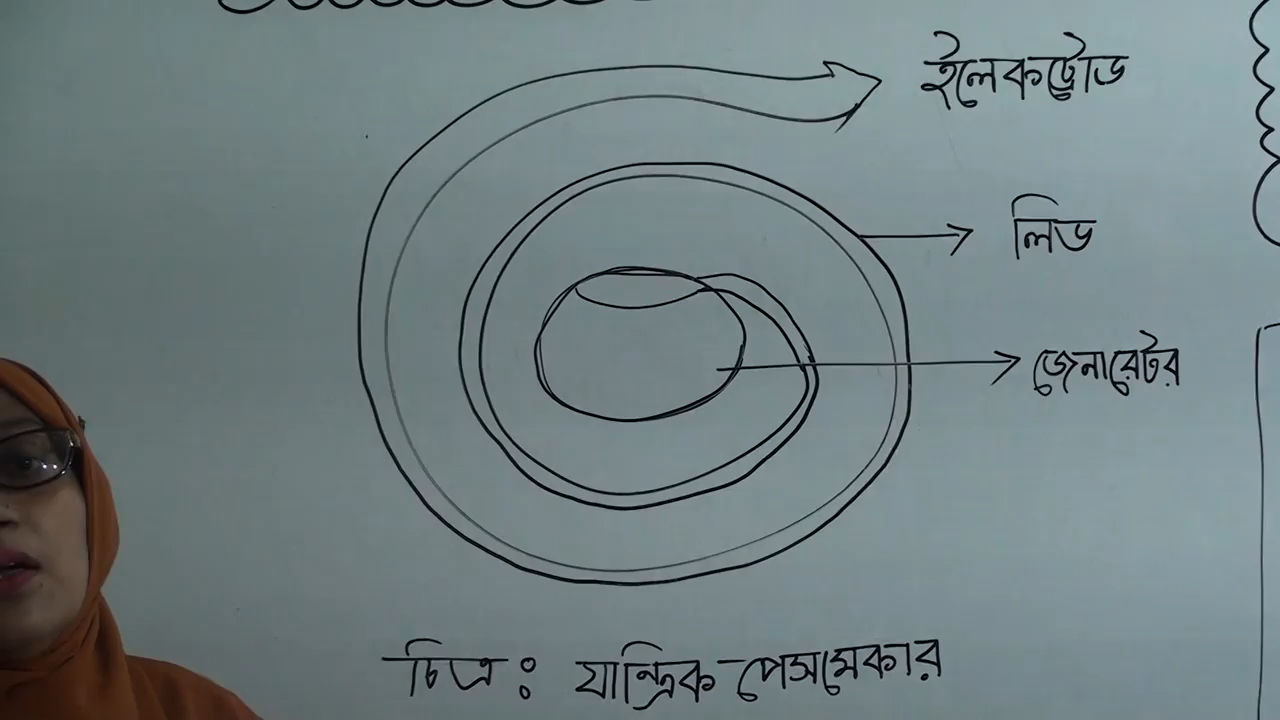 ইলেকট্রোড
লিড
জেনারেটর
চিত্র : যান্ত্রিক পেসমেকার